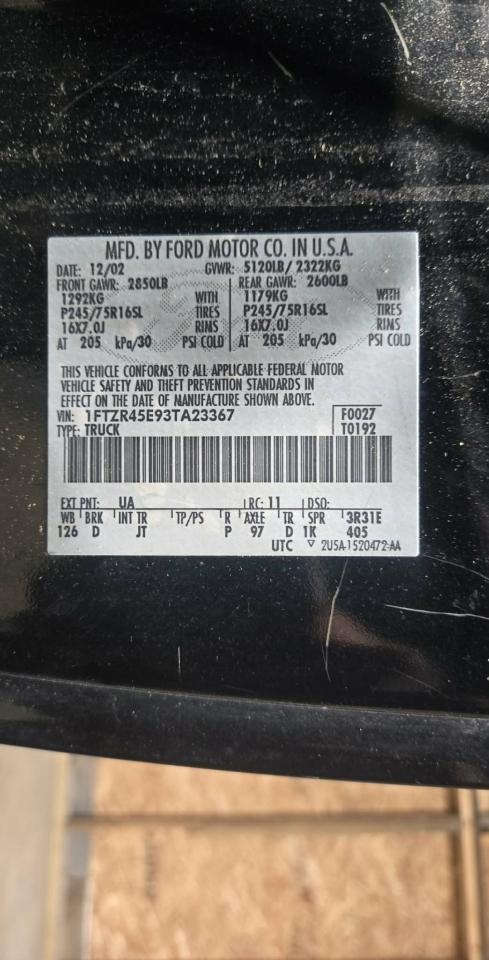 MFD. BY FORD MOTOR CO. IN U.S.A.
DATE: 12/02 GVWR: 5120LB/ 2322KG
FRONT GAWR: 2850LB REAR GAWR: 2600LB
1292KG WITH 1179KG WITH
P245/75R16SL TIRES P245/75R16SL TIRES
16X7.0J RIMS 16X7.0J RIMS
AT 205 kPa/30 PSI COLD AT 205 kPa/30 PSI COLD
THIS VEHICLE CONFORMS TO ALL APPLICABLE FEDERAL MOTOR
VEHICLE SAFETY AND THEFT PREVENTION STANDARDS IN
EFFECT ON THE DATE OF MANUFACTURE SHOWN ABOVE.
VIN: 1FTZR45E93TA23367 F0027
TYPE: TRUCK T0192
EXT PNT: UA RC: 11 DSO:
WB BRK INT TR TP/PS R AXLE TR SPR 3R31E
126 D JT P 97 D 1K 405
UTC ▽ 2U5A-1520472-AA